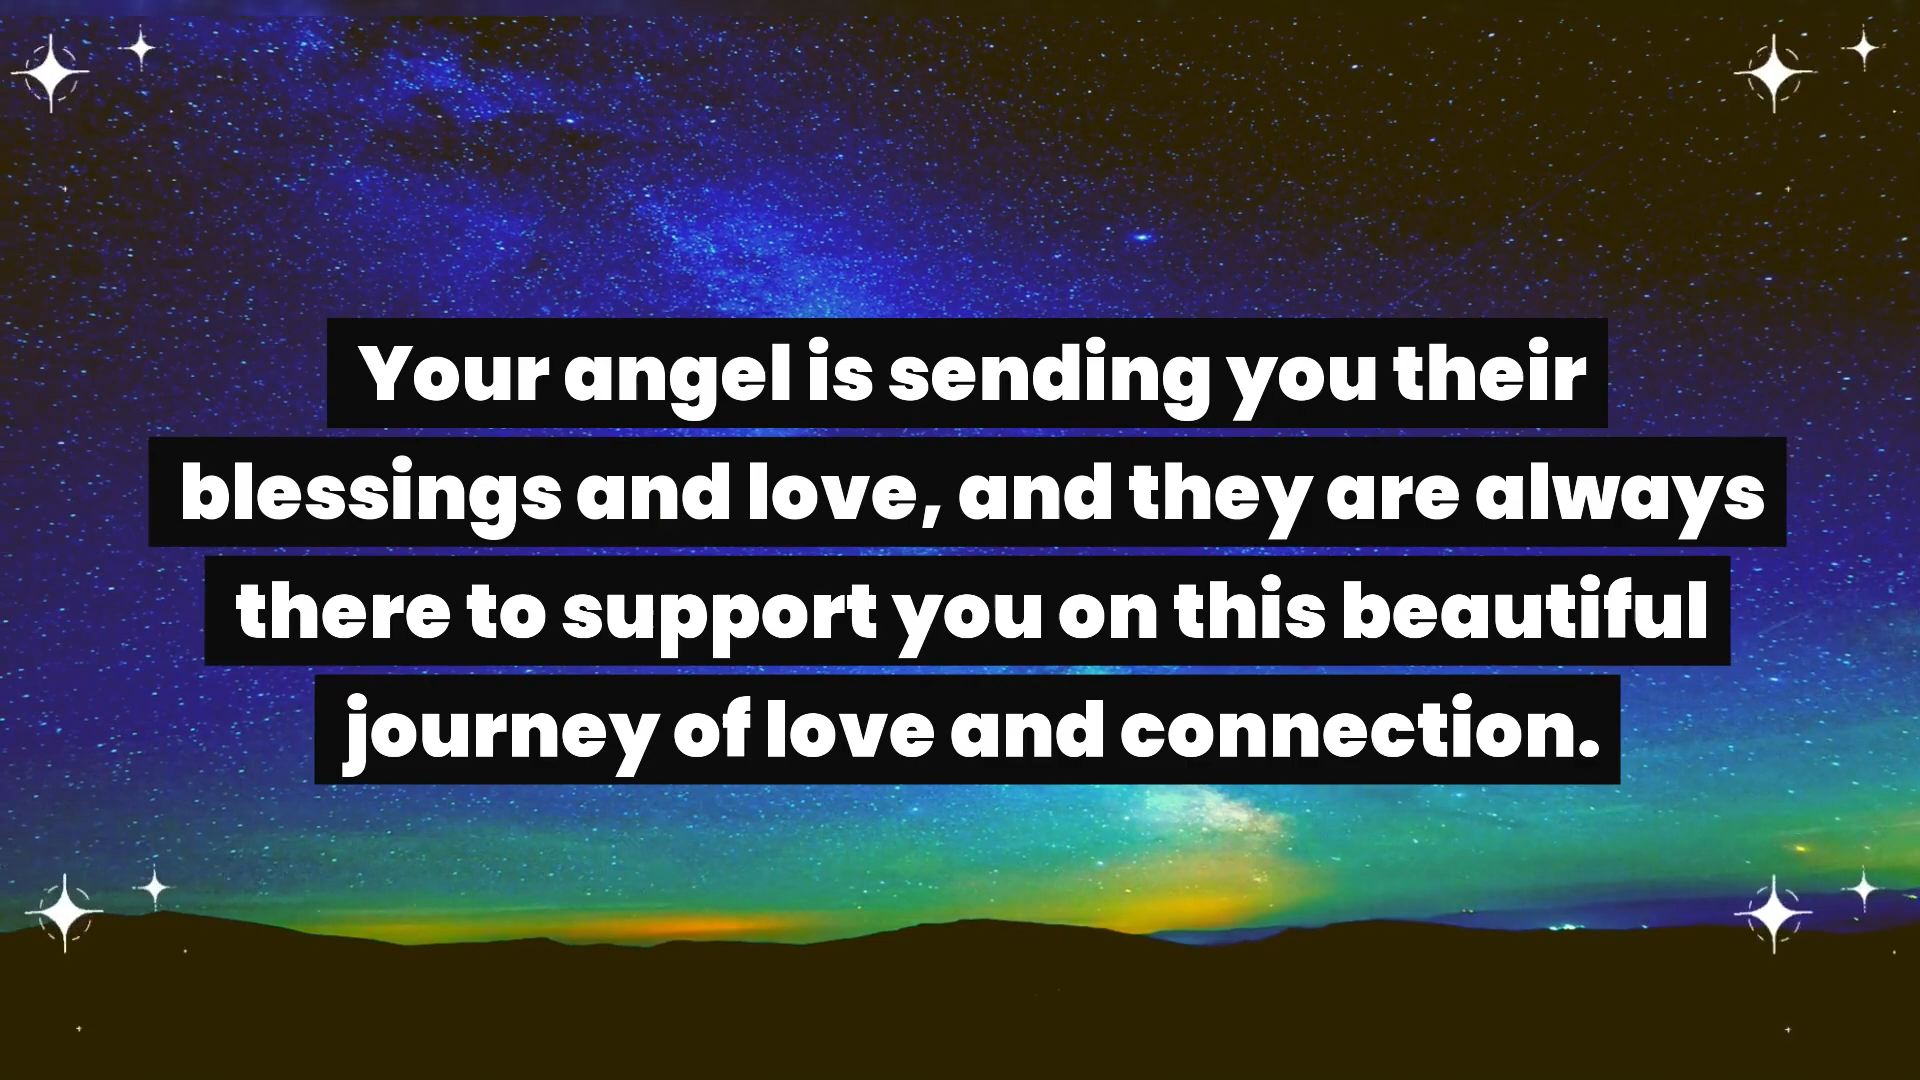 Your angel is sending you their
blessings and love, and they are always
there to support you on this beautiful
journey of love and connection.